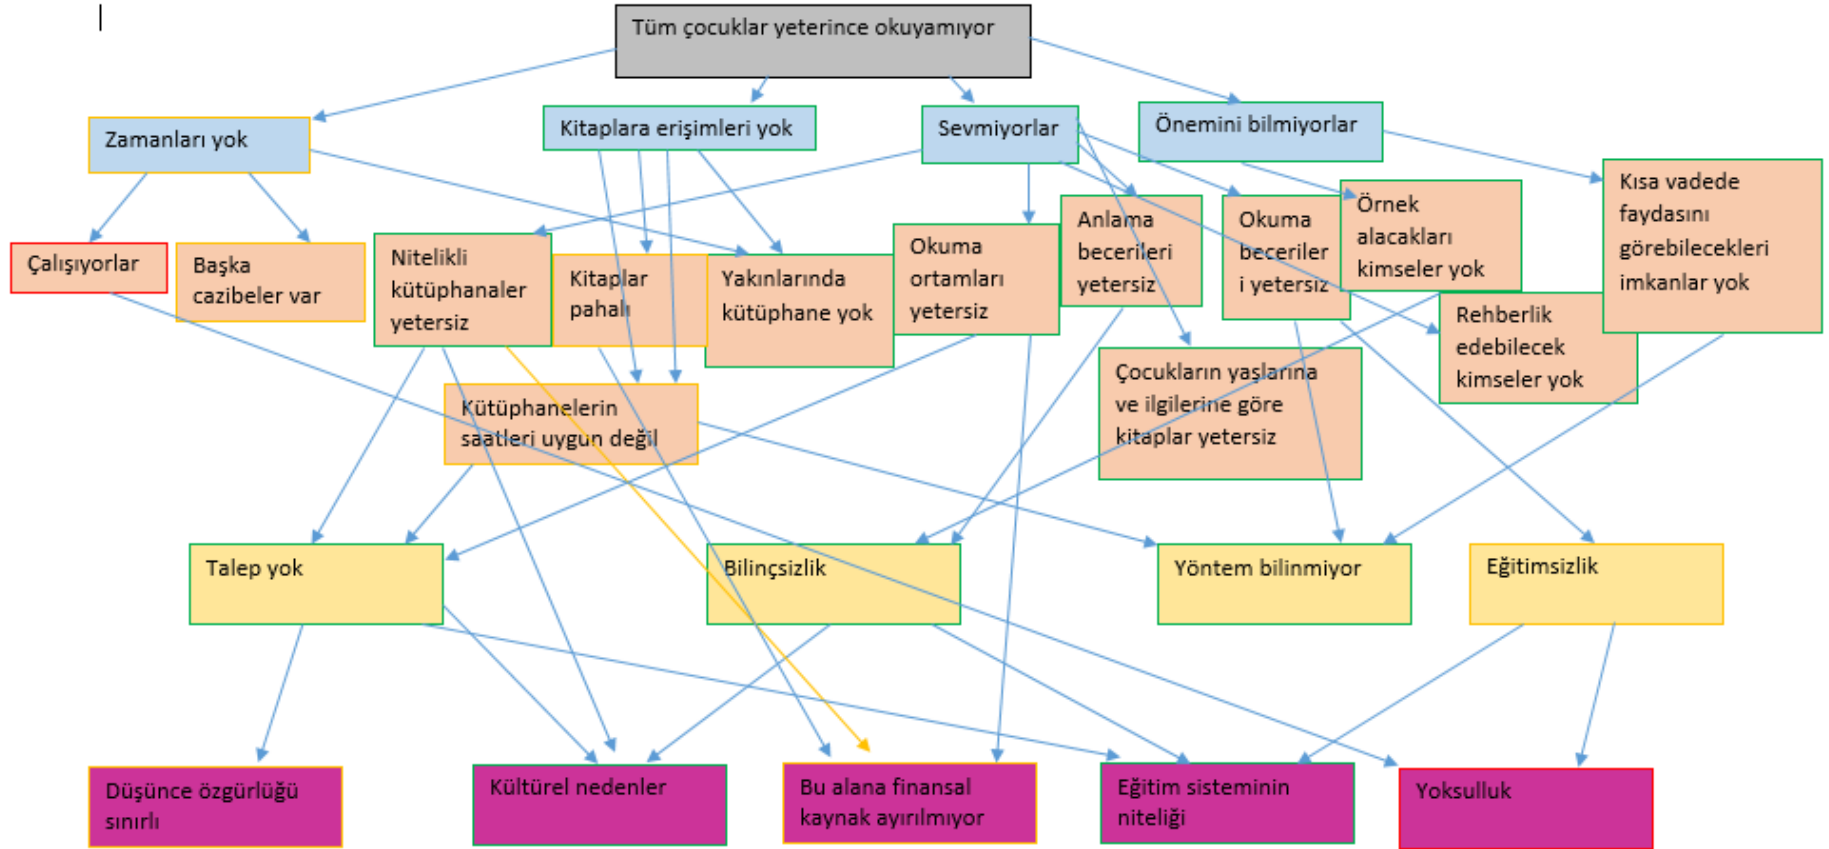 Tüm çocuklar yeterince okuyamıyor
Zamanları yok
Kitaplara erişimleri yok
Sevmiyorlar
Önemini bilmiyorlar
Çalışıyorlar
Başka
cazibeler var
Nitelikli
kütüphaneler
yetersiz
Kitaplar
pahalı
Yakınlarında
kütüphane yok
Okuma
ortamları
yetersiz
Anlama
becerileri
yetersiz
Okuma
beceriler
i yetersiz
Örnek
alacakları
kimseler yok
Kısa vadede
faydasını
görebilecekleri
imkanlar yok
Kütüphanelerin
saatleri uygun değil
Çocukların yaşlarına
ve ilgilerine göre
kitaplar yetersiz
Rehberlik
edebilecek
kimseler yok
Talep yok
Bilinçsizlik
Yöntem bilinmiyor
Eğitimsizlik
Düşünce özgürlüğü
sınırlı
Kültürel nedenler
Bu alana finansal
kaynak ayırılmıyor
Eğitim sisteminin
niteliği
Yoksulluk